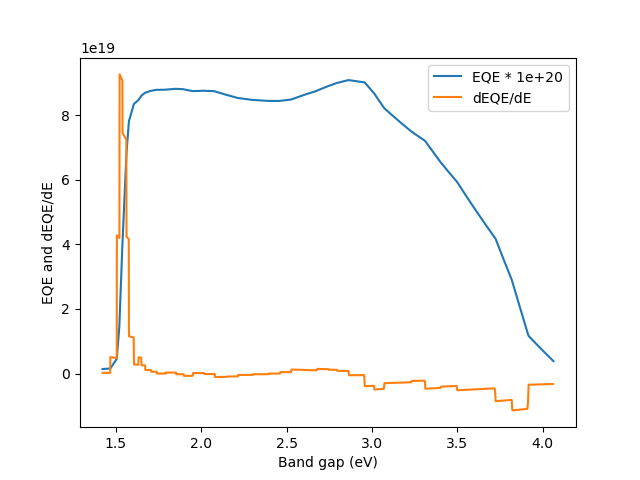 1e19
EQE * 1e+20
dEQE/dE
8
6
4
2
0
EQE and dEQE/dE
1.5 2.0 2.5 3.0 3.5 4.0
Band gap (eV)